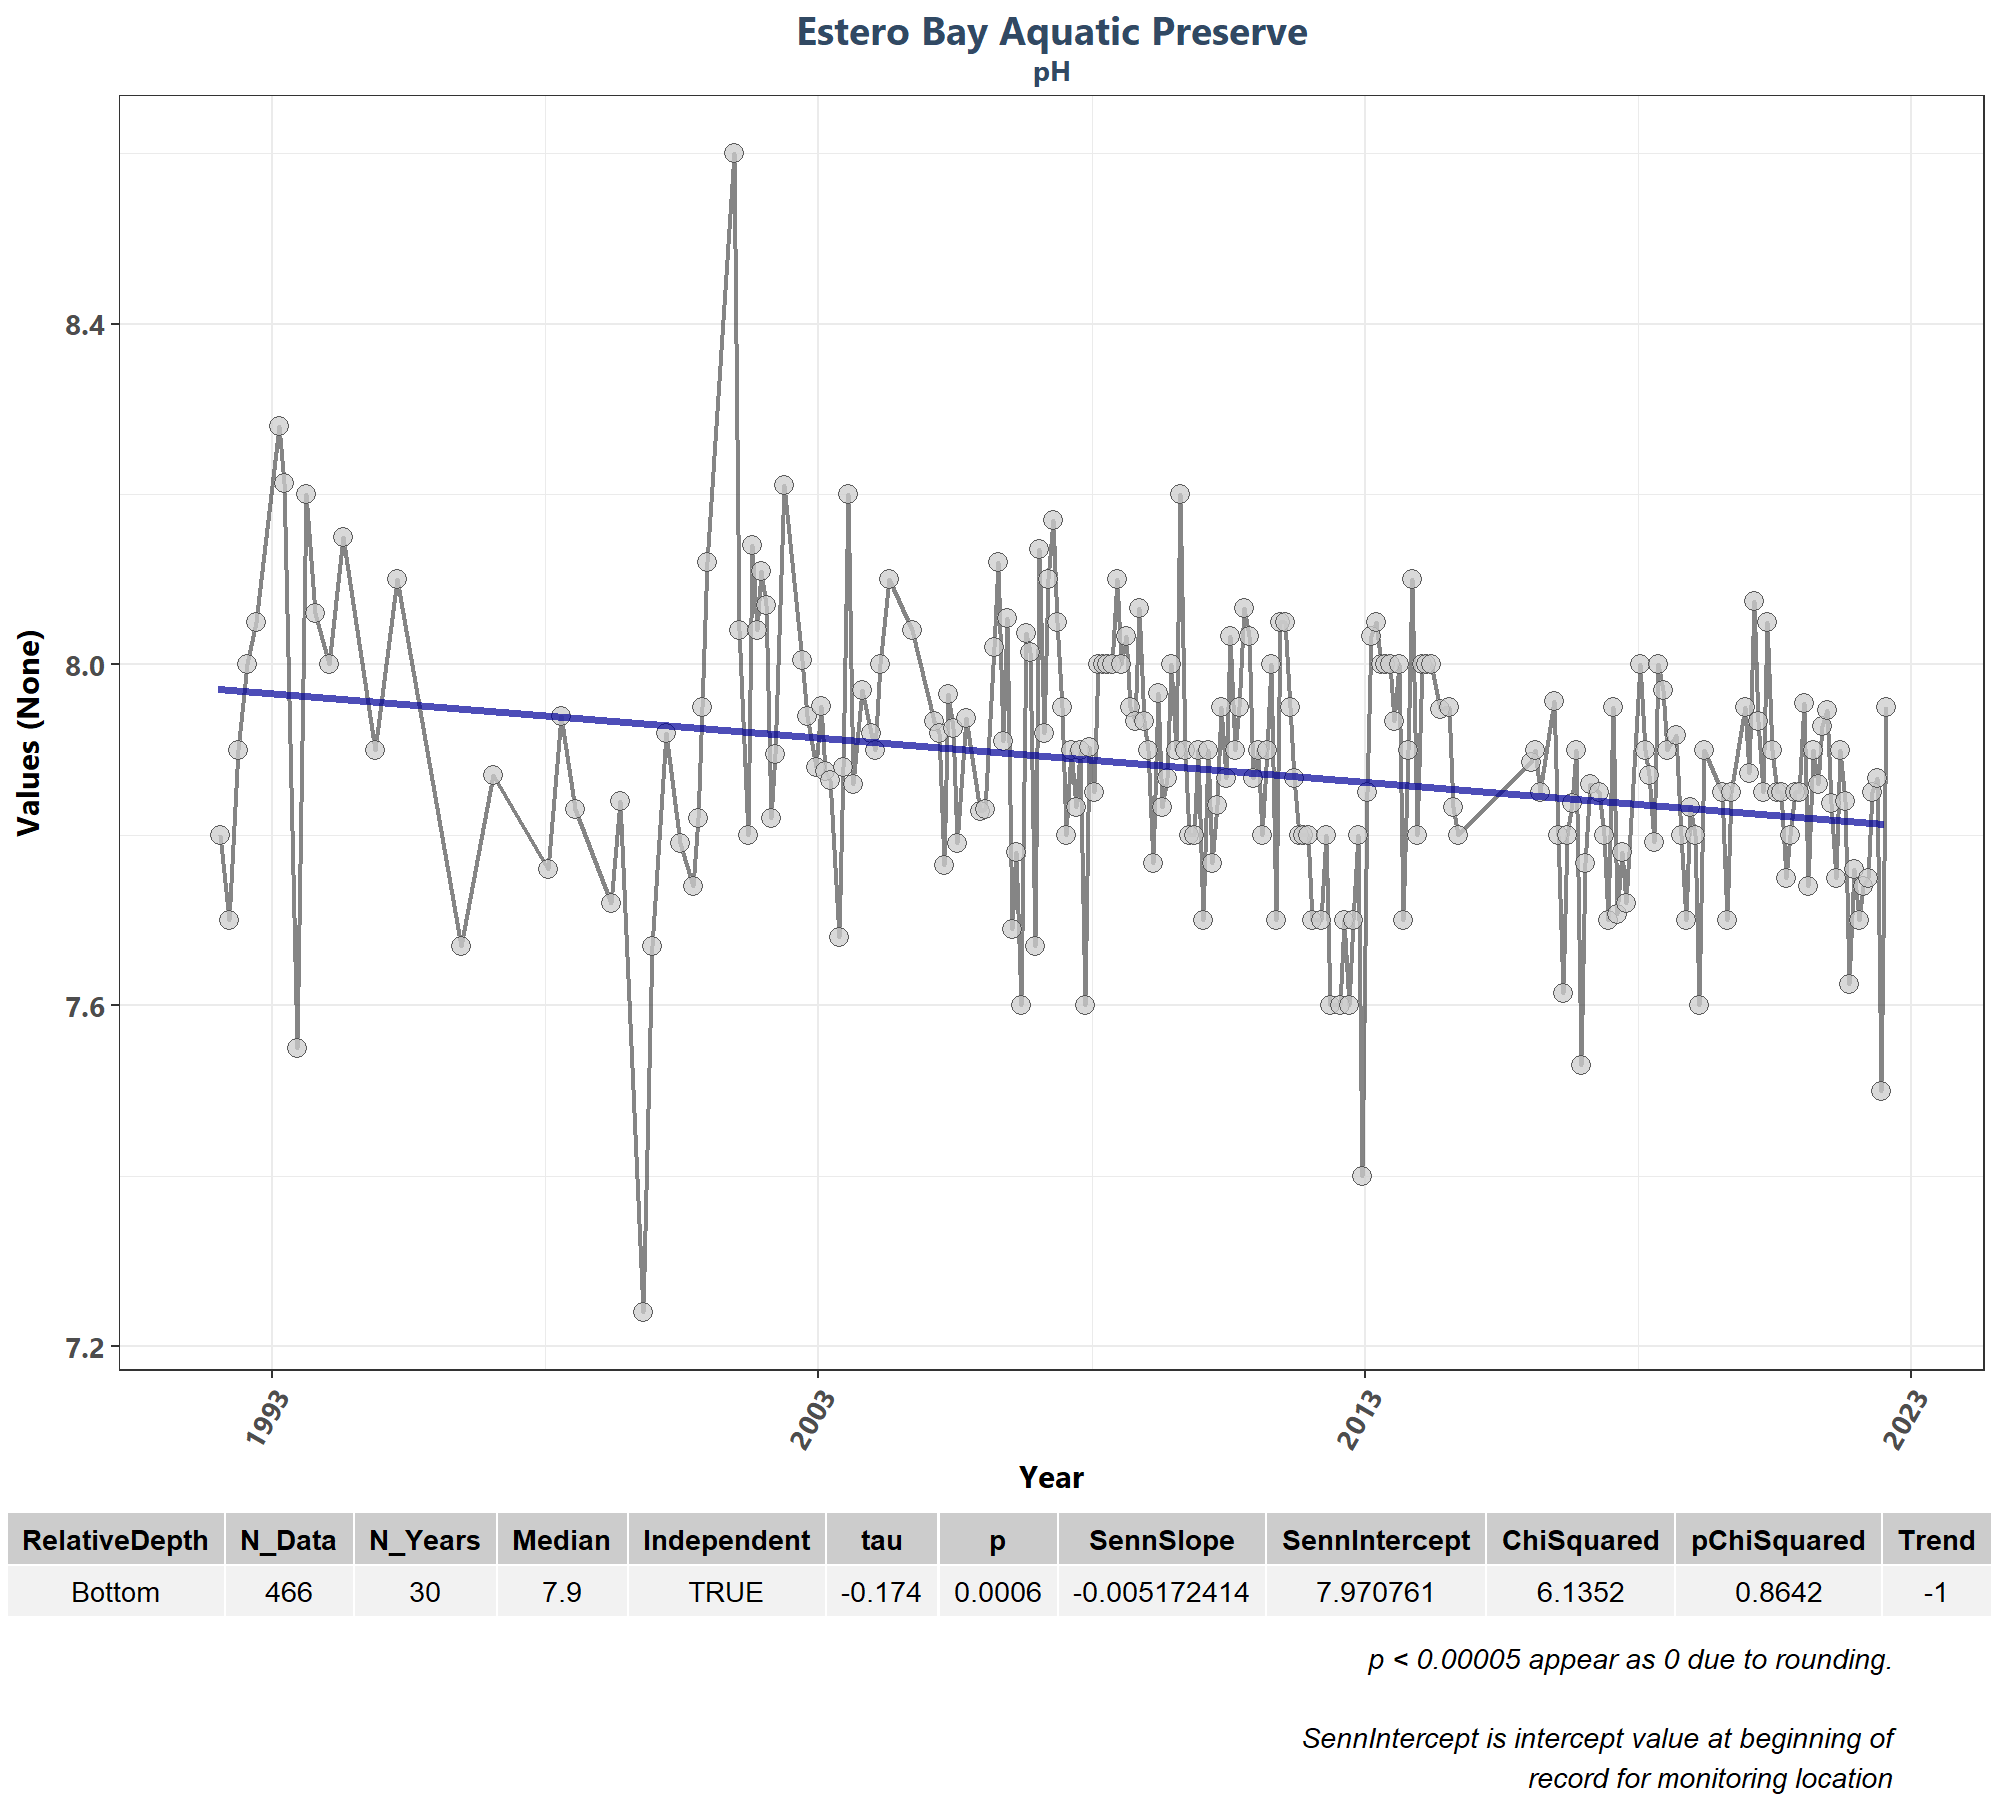 Estero Bay Aquatic Preserve
pH
Values (None)
8.4
8.0
7.6
7.2
1993
2003
2013
2023
Year
RelativeDepth N_Data N_Years Median Independent tau p SennSlope SennIntercept ChiSquared pChiSquared Trend
Bottom 466 30 7.9 TRUE -0.174 0.0006 -0.005172414 7.970761 6.1352 0.8642 -1
p < 0.00005 appear as 0 due to rounding.
SennIntercept is intercept value at beginning of
record for monitoring location